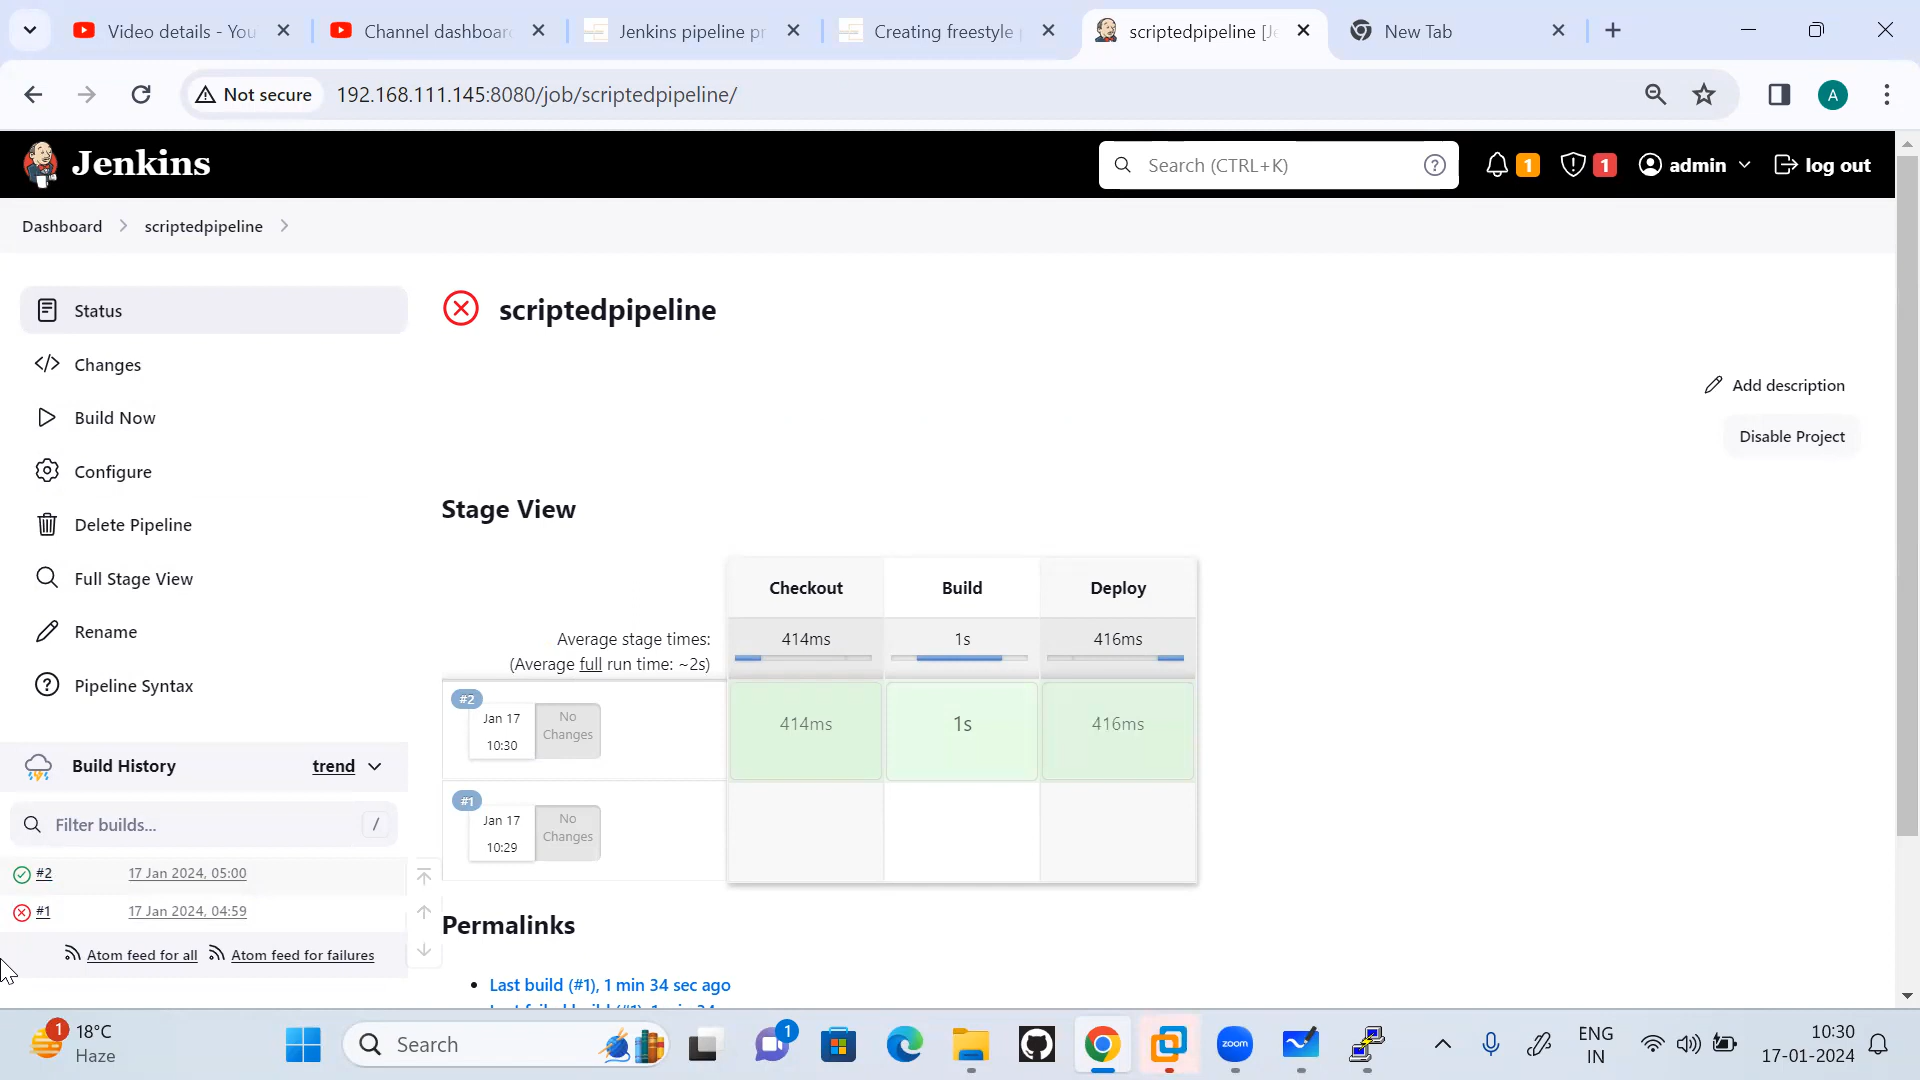 Video details - You
Channel dashboar
Jenkins pipeline pr
Creating freestyle
scriptedpipeline [Je
New Tab
Not secure
192.168.111.145:8080/job/scriptedpipeline/
A
Jenkins
Search (CTRL+K)
?
1
1
admin
log out
Dashboard
scriptedpipeline
Status
Changes
Build Now
Configure
Delete Pipeline
Full Stage View
Rename
Pipeline Syntax
Build History
trend
Filter builds...
/
#2
17 Jan 2024, 05:00
#1
17 Jan 2024, 04:59
Atom feed for all
Atom feed for failures
scriptedpipeline
Add description
Disable Project
Stage View
Checkout
Build
Deploy
Average stage times:
(Average full run time: ~2s)
414ms
1s
416ms
#2
Jan 17
10:30
No
Changes
414ms
1s
416ms
#1
Jan 17
10:29
No
Changes
Permalinks
Last build (#1), 1 min 34 sec ago
1
18°C
Haze
Search
1
zoom
ENG
IN
10:30
17-01-2024